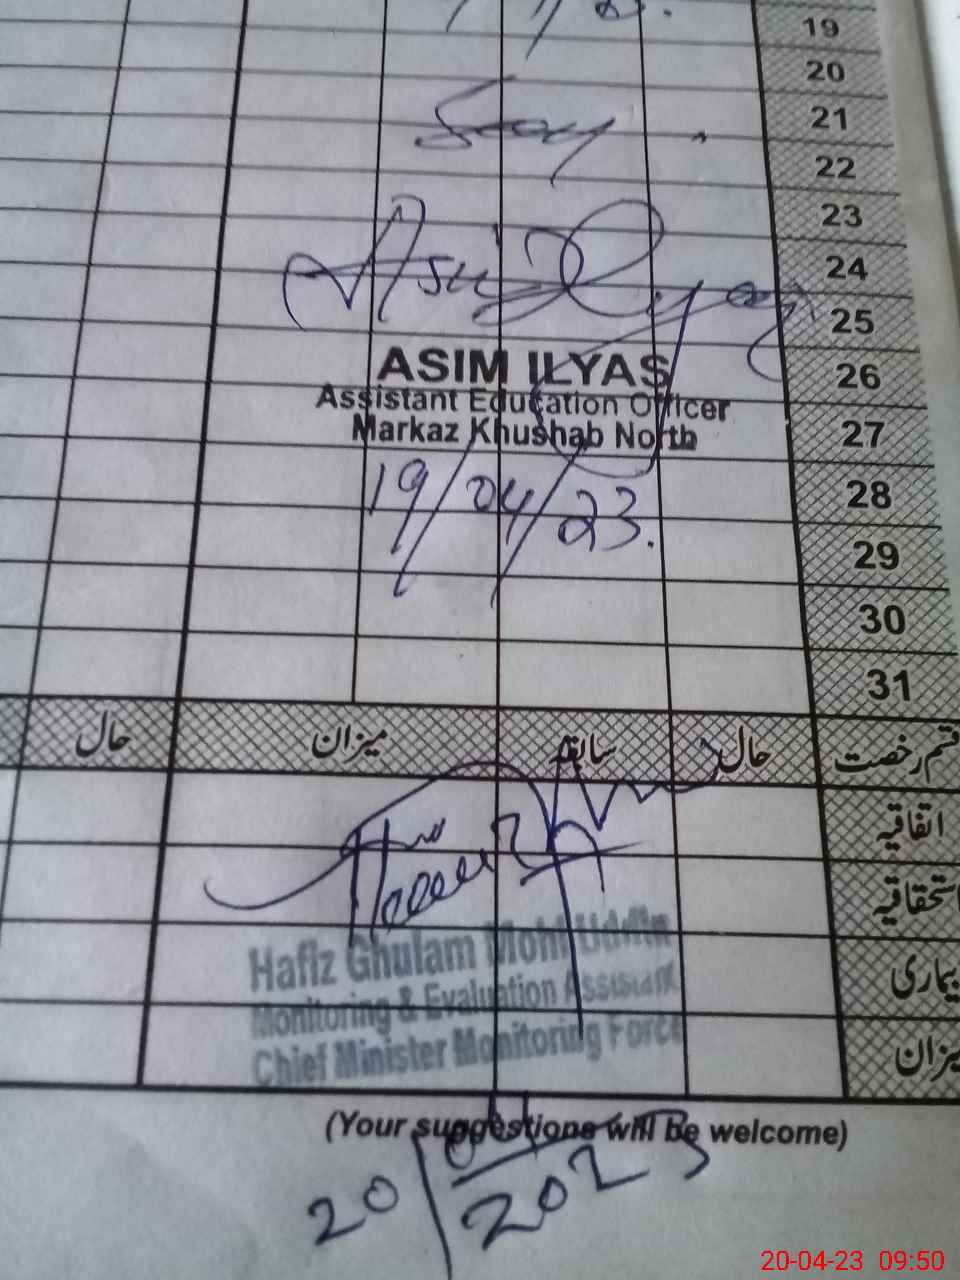 19
20
21
22
23
24
25
Asim Ilyas
ASIM ILYAS
26
Assistant Education Officer
Markaz Khushab North
27
19/04/23.
28
29
30
31
قسم رخصت حال سابقہ میزان حال
اتفاقیہ
استحقاقیہ
Hafiz Ghulam Mohi Uddin
بیماری
Monitoring & Evaluation Assistant
Chief Minister Monitoring Force
میزان
(Your suggestions will be welcome)
20/04/2023
20-04-23 09:50